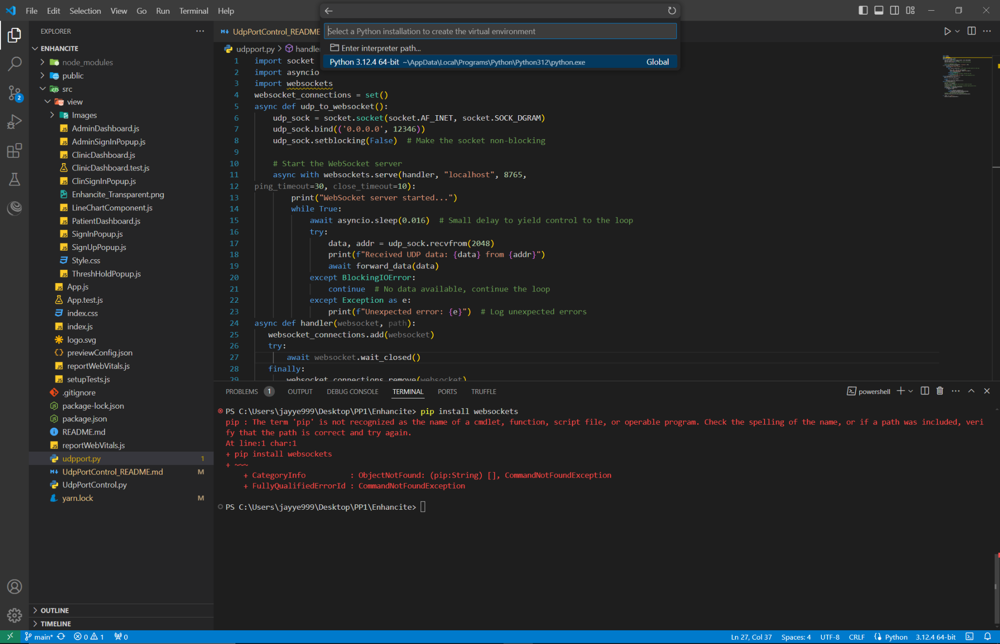 File Edit Selection View Go Run Terminal Help
EXPLORER
ENHANCITE
node_modules
public
src
view
Images
AdminDashboard.js
AdminSignInPopup.js
ClinicDashboard.js
ClinicDashboard.test.js
ClinSignInPopup.js
Enhancite_Transparent.png
LineChartComponent.js
PatientDashboard.js
SignInPopup.js
SignUpPopup.js
Style.css
ThreshHoldPopup.js
App.js
App.test.js
index.css
index.js
logo.svg
previewConfig.json
reportWebVitals.js
setupTests.js
.gitignore
package-lock.json
package.json
README.md
reportWebVitals.js
udpport.py 1
UdpPortControl_README.md M
UdpPortControl.py
yarn.lock M
OUTLINE
TIMELINE
UdpPortControl_README
Select a Python installation to create the virtual environment
Enter interpreter path...
Python 3.12.4 64-bit ~\AppData\Local\Programs\Python\Python312\python.exe Global
udpport.py > handler
1 import socket
2 import asyncio
3 import websockets
4 websocket_connections = set()
5 async def udp_to_websocket():
6 udp_sock = socket.socket(socket.AF_INET, socket.SOCK_DGRAM)
7 udp_sock.bind(('0.0.0.0', 12346))
8 udp_sock.setblocking(False) # Make the socket non-blocking
9
10 # Start the WebSocket server
11 async with websockets.serve(handler, "localhost", 8765,
12 ping_timeout=30, close_timeout=10):
13 print("WebSocket server started...")
14 while True:
15 await asyncio.sleep(0.016) # Small delay to yield control to the loop
16 try:
17 data, addr = udp_sock.recvfrom(2048)
18 print(f"Received UDP data: {data} from {addr}")
19 await forward_data(data)
20 except BlockingIOError:
21 continue # No data available, continue the loop
22 except Exception as e:
23 print(f"Unexpected error: {e}") # Log unexpected errors
24 async def handler(websocket, path):
25 websocket_connections.add(websocket)
26 try:
27 await websocket.wait_closed()
28 finally:
29 websocket_connections.remove(websocket)
PROBLEMS 1 OUTPUT DEBUG CONSOLE TERMINAL PORTS TRUFFLE
powershell
PS C:\Users\jayye999\Desktop\PP1\Enhancite> pip install websockets
pip : The term 'pip' is not recognized as the name of a cmdlet, function, script file, or operable program. Check the spelling of the name, or if a path was included, veri
fy that the path is correct and try again.
At line:1 char:1
+ pip install websockets
+ ~~~
+ CategoryInfo : ObjectNotFound: (pip:String) [], CommandNotFoundException
+ FullyQualifiedErrorId : CommandNotFoundException
PS C:\Users\jayye999\Desktop\PP1\Enhancite>
2
main* 0 1 0
Ln 27, Col 37 Spaces: 4 UTF-8 CRLF Python 3.12.4 64-bit